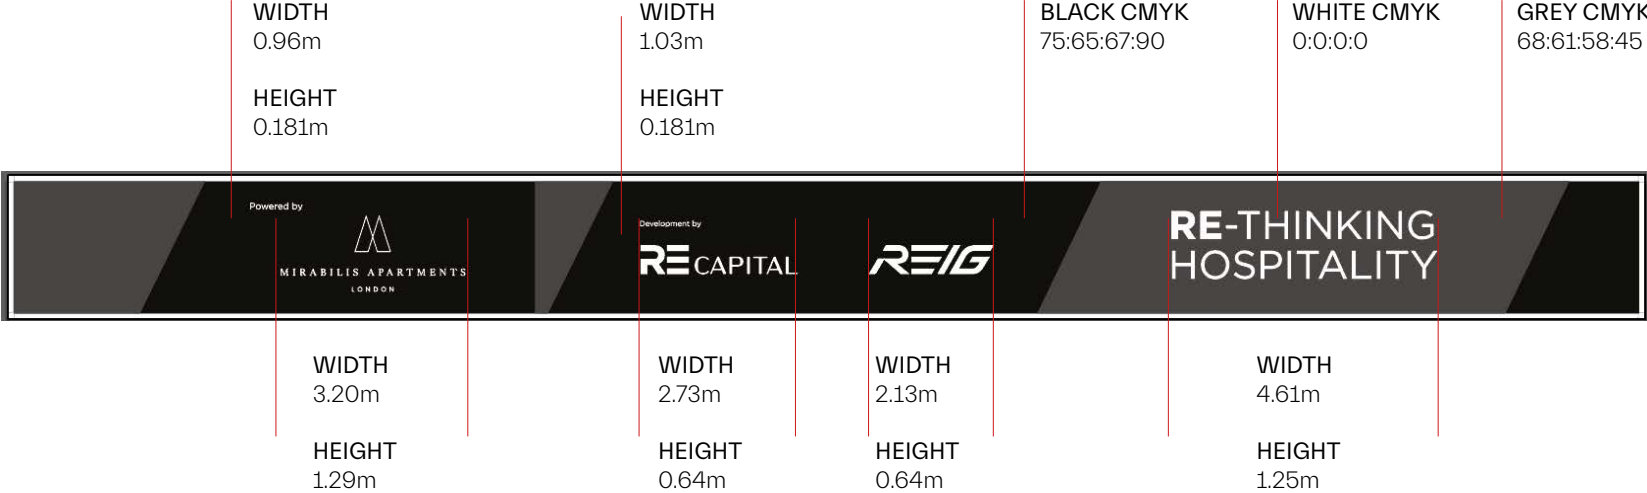 WIDTH
0.96m
HEIGHT
0.181m
WIDTH
1.03m
HEIGHT
0.181m
BLACK CMYK
75:65:67:90
WHITE CMYK
0:0:0:0
GREY CMYK
68:61:58:45
Powered by
MIRABILIS APARTMENTS
LONDON
Development by
RE CAPITAL
REIG
RE-THINKING
HOSPITALITY
WIDTH
3.20m
HEIGHT
1.29m
WIDTH
2.73m
HEIGHT
0.64m
WIDTH
2.13m
HEIGHT
0.64m
WIDTH
4.61m
HEIGHT
1.25m